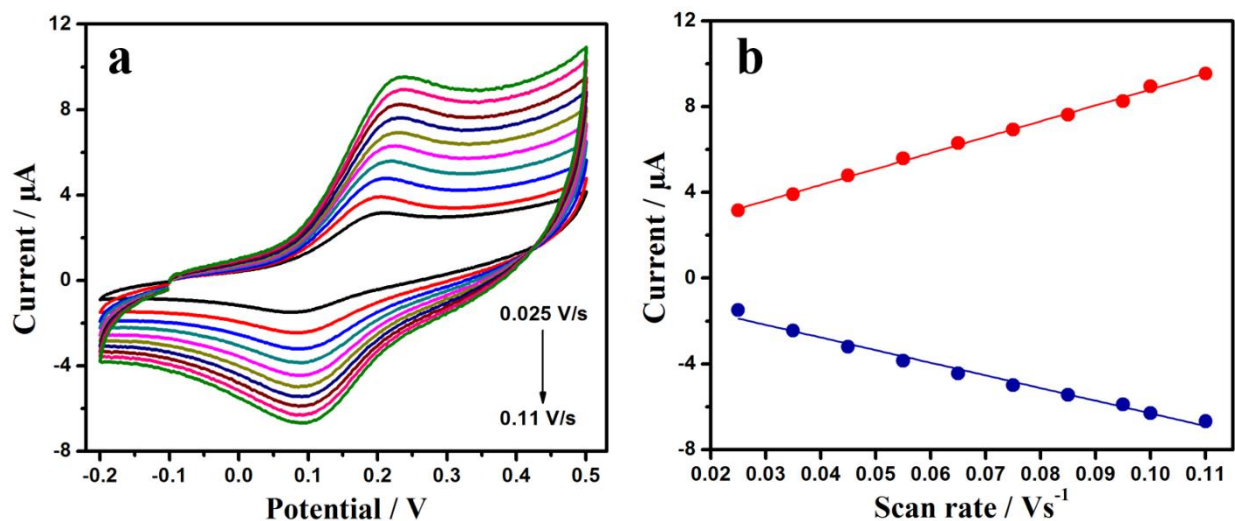 a
12
8
4
0
-4
-8
Current / µA
-0.2 -0.1 0.0 0.1 0.2 0.3 0.4 0.5
Potential / V
0.025 V/s
0.11 V/s
b
12
8
4
0
-4
-8
Current / µA
0.02 0.03 0.04 0.05 0.06 0.07 0.08 0.09 0.10 0.11
Scan rate / Vs⁻¹